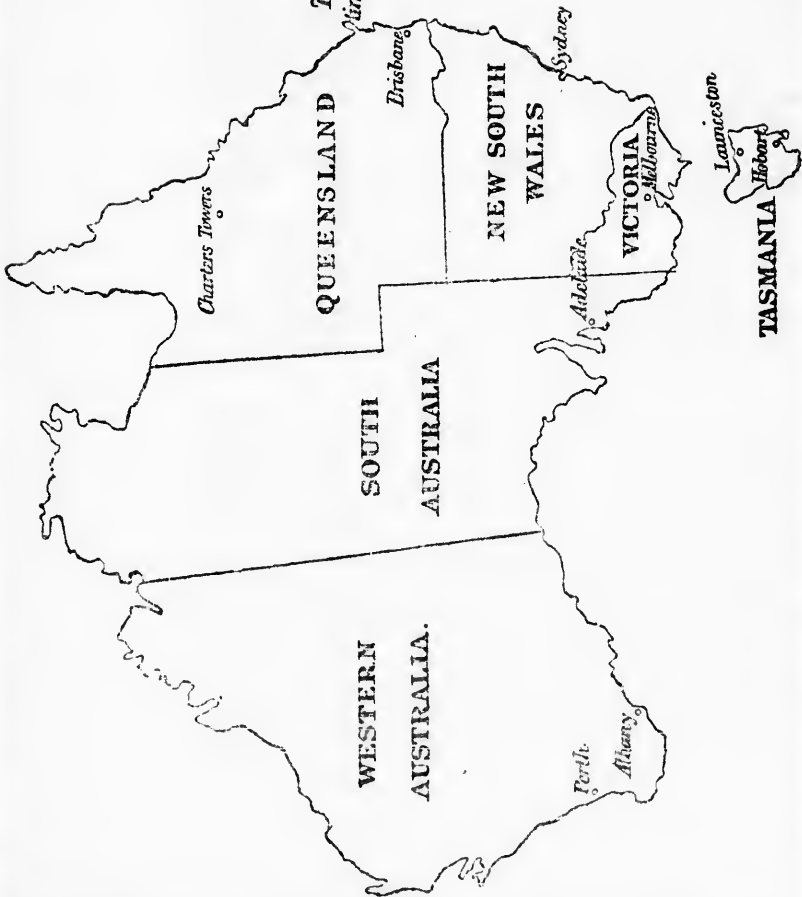 Charters Towers
QUEENSLAND
Brisbane
WESTERN
AUSTRALIA.
SOUTH
AUSTRALIA
NEW SOUTH
WALES
Sydney
Perth
Albany
Adelaide
VICTORIA
Melbourne
TASMANIA
Launceston
Hobart